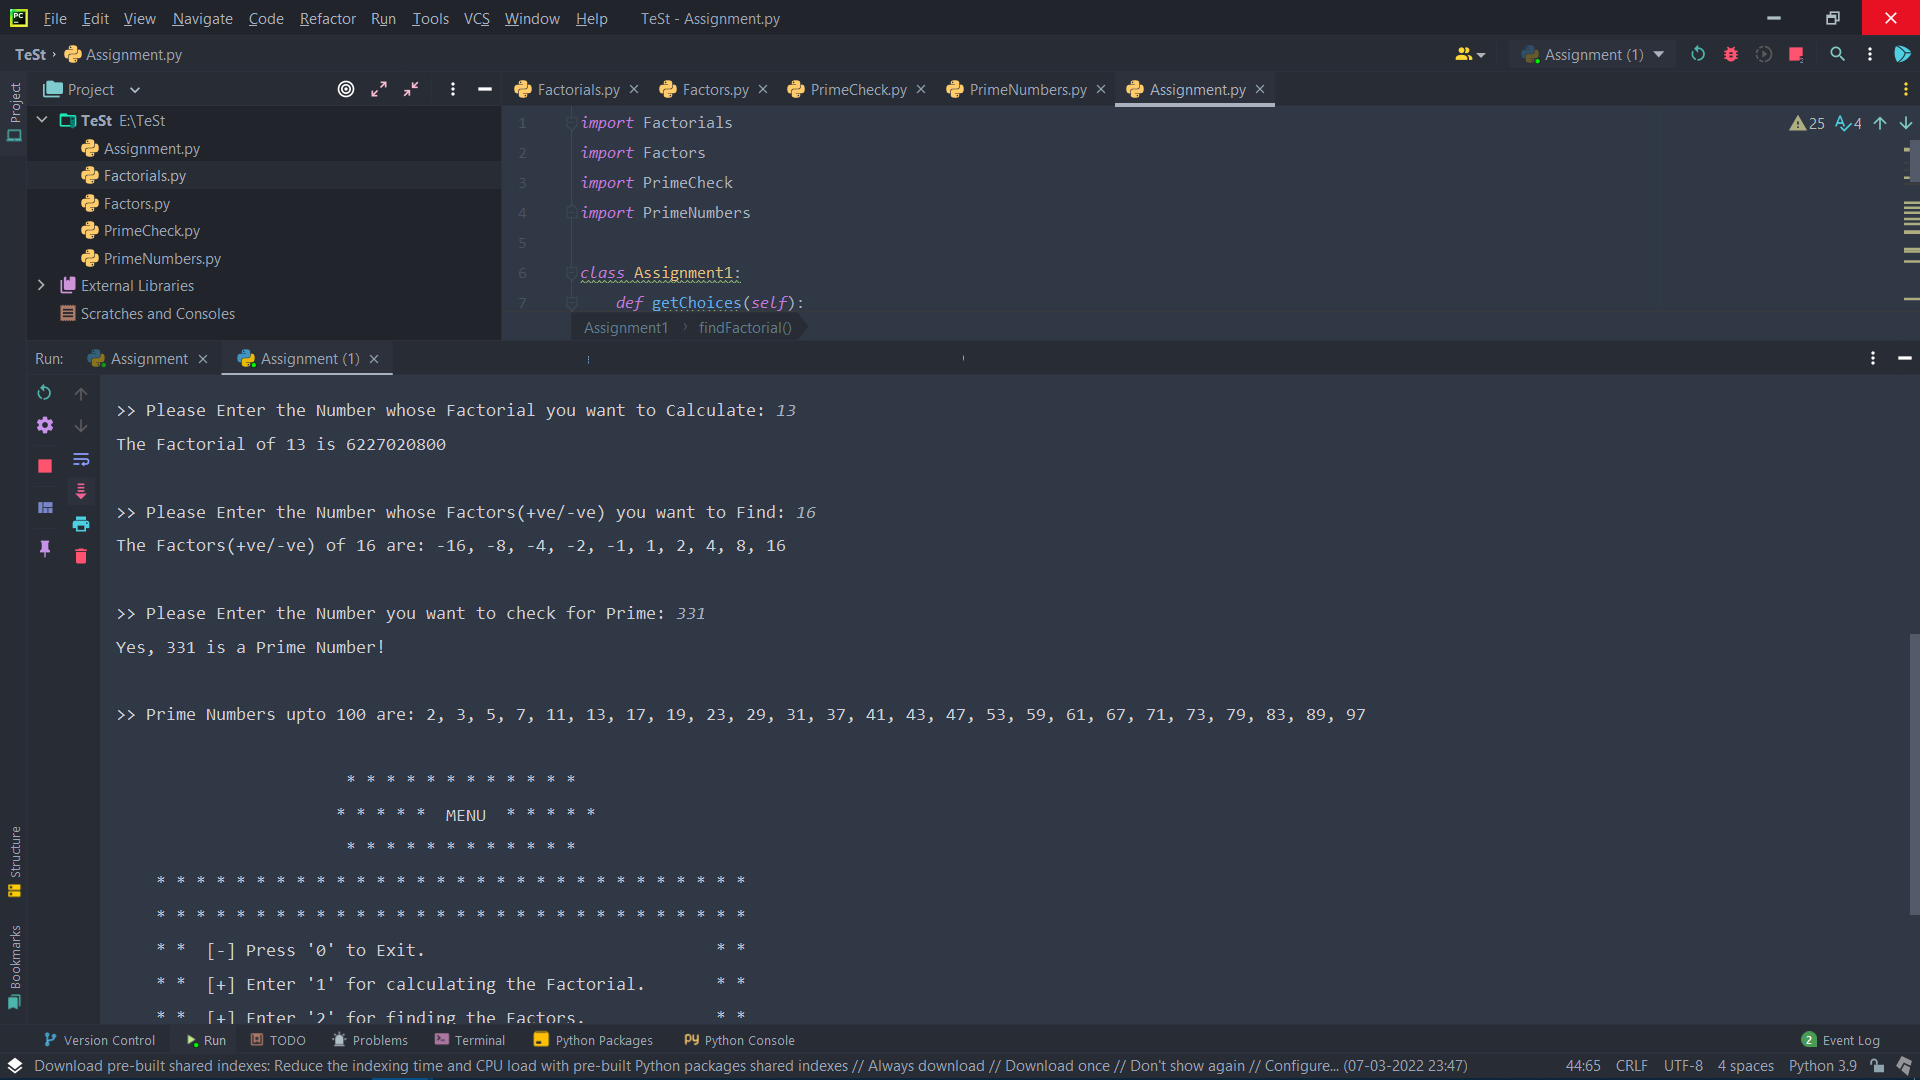 PC File Edit View Navigate Code Refactor Run Tools VCS Window Help TeSt - Assignment.py
TeSt › Assignment.py Assignment (1)
Project Project Factorials.py Factors.py PrimeCheck.py PrimeNumbers.py Assignment.py
TeSt E:\TeSt
Assignment.py
Factorials.py
Factors.py
PrimeCheck.py
PrimeNumbers.py
External Libraries
Scratches and Consoles
1 import Factorials 25 4
2 import Factors
3 import PrimeCheck
4 import PrimeNumbers
5
6 class Assignment1:
7 def getChoices(self):
Assignment1 › findFactorial()
Run: Assignment Assignment (1)
>> Please Enter the Number whose Factorial you want to Calculate: 13
The Factorial of 13 is 6227020800
>> Please Enter the Number whose Factors(+ve/-ve) you want to Find: 16
The Factors(+ve/-ve) of 16 are: -16, -8, -4, -2, -1, 1, 2, 4, 8, 16
>> Please Enter the Number you want to check for Prime: 331
Yes, 331 is a Prime Number!
>> Prime Numbers upto 100 are: 2, 3, 5, 7, 11, 13, 17, 19, 23, 29, 31, 37, 41, 43, 47, 53, 59, 61, 67, 71, 73, 79, 83, 89, 97
* * * * * * * * * * * *
* * * * * MENU * * * * *
* * * * * * * * * * * *
* * * * * * * * * * * * * * * * * * * * * * * * * * * * * *
* * * * * * * * * * * * * * * * * * * * * * * * * * * * * *
* * [-] Press '0' to Exit. * *
* * [+] Enter '1' for calculating the Factorial. * *
* * [+] Enter '2' for finding the Factors. * *
Structure
Bookmarks
Version Control Run TODO Problems Terminal Python Packages Python Console 2 Event Log
Download pre-built shared indexes: Reduce the indexing time and CPU load with pre-built Python packages shared indexes // Always download // Download once // Don't show again // Configure... (07-03-2022 23:47) 44:65 CRLF UTF-8 4 spaces Python 3.9